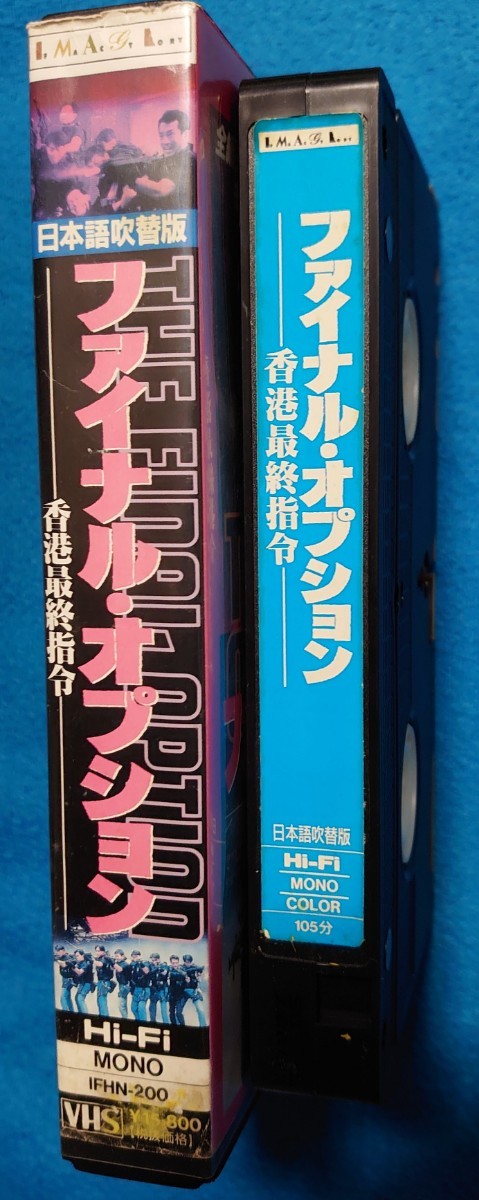 日本語吹替版
THE FINAL OPTION
ファイナル・オプション
香港最終指令
Hi-Fi
MONO
IFHN-200
VHS
ファイナル・オプション
香港最終指令
日本語吹替版
Hi-Fi
MONO
COLOR
105分